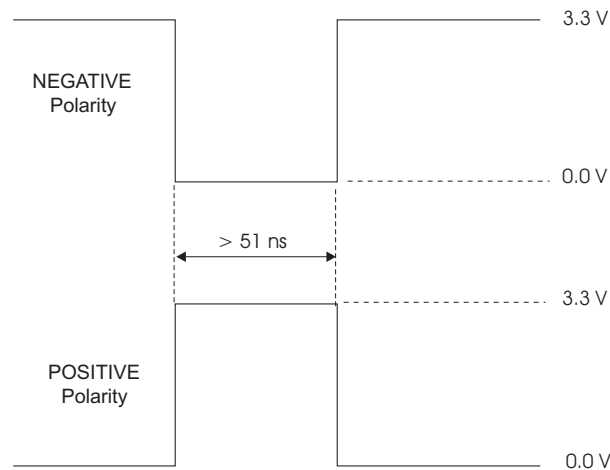 3.3 V
NEGATIVE
Polarity
0.0 V
> 51 ns
3.3 V
POSITIVE
Polarity
0.0 V